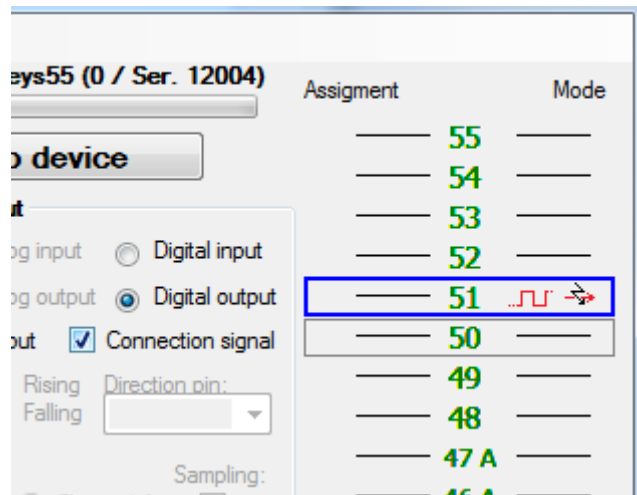 eys55 (0 / Ser. 12004)
o device
ut
og input Digital input
og output Digital output
out Connection signal
Rising Direction pin:
Falling
Sampling:
Assigment Mode
55
54
53
52
51
50
49
48
47 A
46 A